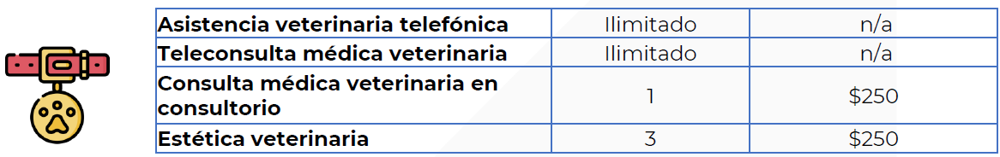 Asistencia veterinaria telefónica Ilimitado n/a
Teleconsulta médica veterinaria Ilimitado n/a
Consulta médica veterinaria en
consultorio 1 $250
Estética veterinaria 3 $250